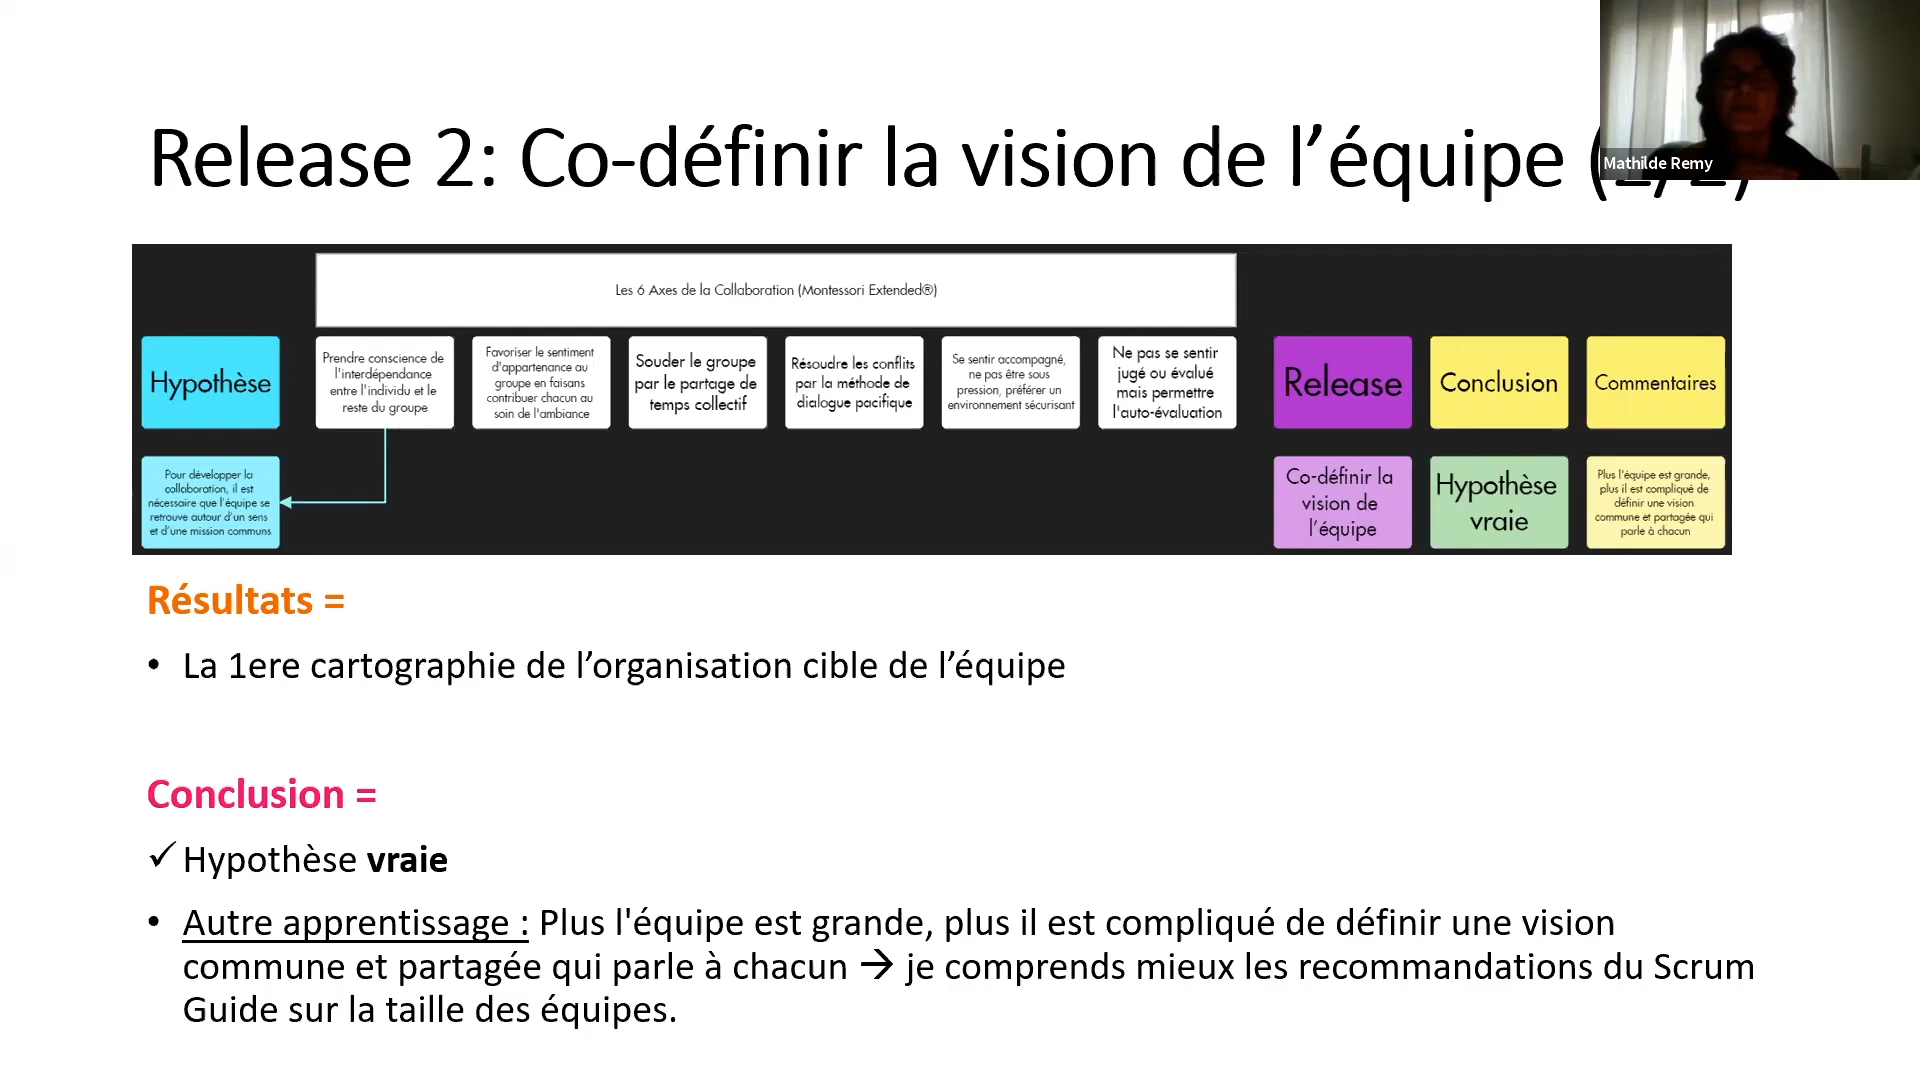 Release 2: Co-définir la vision de l’équipe (
Mathilde Remy
Les 6 Axes de la Collaboration (Montessori Extended®)
Hypothèse
Prendre conscience de
l'interdépendance
entre l'individu et le
reste du groupe
Favoriser le sentiment
d'appartenance au
groupe en faisans
contribuer chacun au
soin de l'ambiance
Souder le groupe
par le partage de
temps collectif
Résoudre les conflits
par la méthode de
dialogue pacifique
Se sentir accompagné,
ne pas être sous
pression, préférer un
environnement sécurisant
Ne pas se sentir
jugé ou évalué
mais permettre
l'auto-évaluation
Release
Conclusion
Commentaires
Pour développer la
collaboration, il est
nécessaire que l’équipe se
retrouve autour d’un sens
et d’une mission communs
Co-définir la
vision de
l’équipe
Hypothèse
vraie
Plus l'équipe est grande,
plus il est compliqué de
définir une vision
commune et partagée qui
parle à chacun
Résultats =
• La 1ere cartographie de l’organisation cible de l’équipe
Conclusion =
✓ Hypothèse vraie
• Autre apprentissage : Plus l'équipe est grande, plus il est compliqué de définir une vision
commune et partagée qui parle à chacun → je comprends mieux les recommandations du Scrum
Guide sur la taille des équipes.